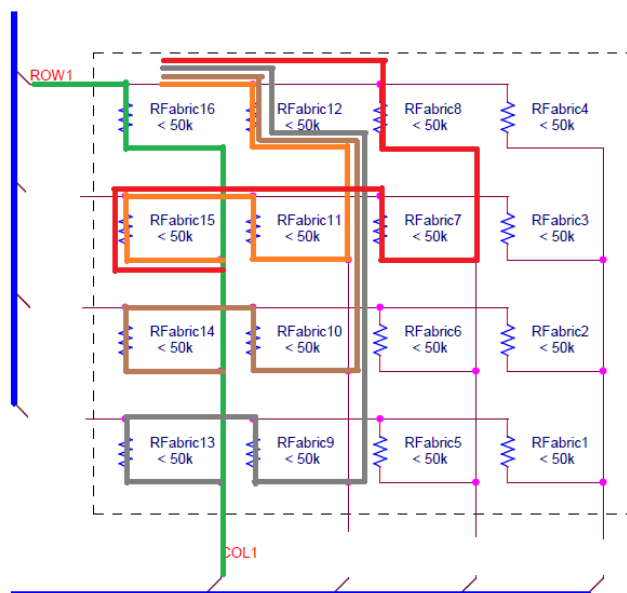 ROW1
RFabric16 RFabric12 RFabric8 RFabric4
< 50k < 50k < 50k < 50k
RFabric15 RFabric11 RFabric7 RFabric3
< 50k < 50k < 50k < 50k
RFabric14 RFabric10 RFabric6 RFabric2
< 50k < 50k < 50k < 50k
RFabric13 RFabric9 RFabric5 RFabric1
< 50k < 50k < 50k < 50k
COL1